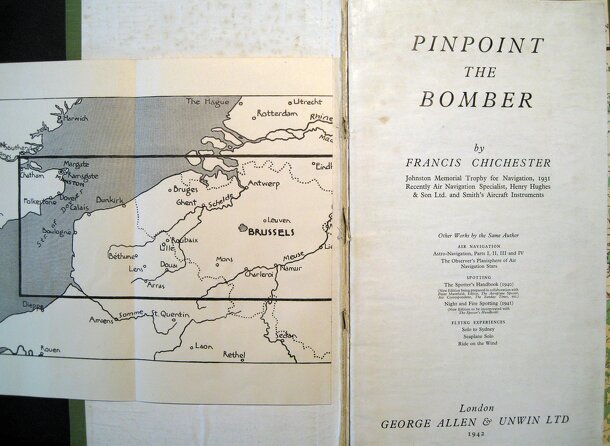 The Hague
Utrecht
Rotterdam
Rhine
Harwich
Margate
Ramsgate
Chatham
Dover
Folkestone
Calais
Dunkirk
Boulogne
Bruges
Ghent
Scheldt
Antwerp
Eindh
Leuven
BRUSSELS
Roubaix
Lille
Béthune
Lens
Douai
Arras
Mons
Charleroi
Namur
Meuse
Dieppe
Amiens
Somme
St. Quentin
Laon
Rethel
Sedan
Rouen
PINPOINT
THE
BOMBER
by
FRANCIS CHICHESTER
Johnston Memorial Trophy for Navigation, 1931
Recently Air Navigation Specialist, Henry Hughes
& Son Ltd. and Smith's Aircraft Instruments
Other Works by the Same Author
AIR NAVIGATION
Astro-Navigation, Parts I, II, III and IV
The Observer's Planisphere of Air
Navigation Stars
SPOTTING
The Spotter's Handbook (1940)
Night and Fire Spotting (1941)
FLYING EXPERIENCES
Solo to Sydney
Seaplane Solo
Ride on the Wind
London
GEORGE ALLEN & UNWIN LTD
1942